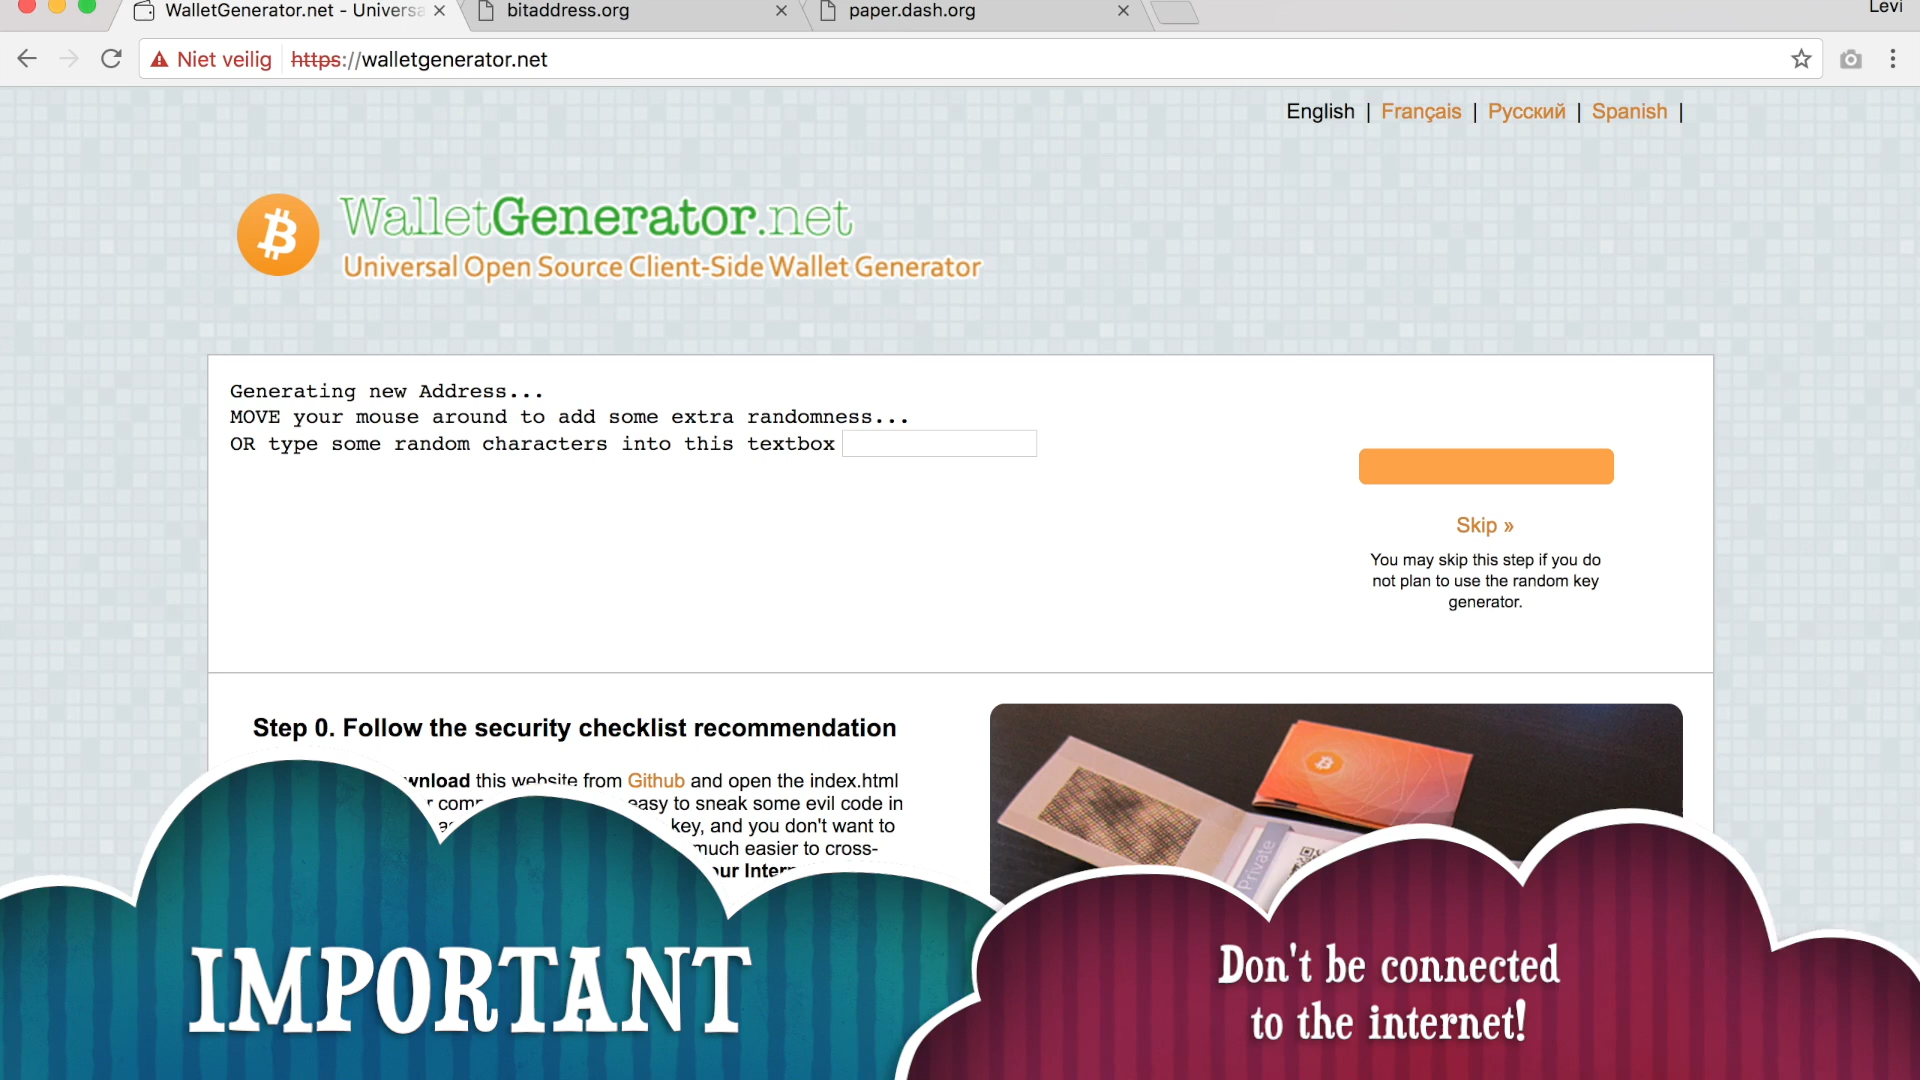 WalletGenerator.net - Universa
bitaddress.org
paper.dash.org
Levi
Niet veilig
https://walletgenerator.net
English | Français | Русский | Spanish |
WalletGenerator.net
Universal Open Source Client-Side Wallet Generator
Generating new Address...
MOVE your mouse around to add some extra randomness...
OR type some random characters into this textbox
Skip »
You may skip this step if you do
not plan to use the random key
generator.
Step 0. Follow the security checklist recommendation
wnload this website from Github and open the index.html
easy to sneak some evil code in
key, and you don't want to
much easier to cross-
our Inter
Private
IMPORTANT
Don't be connected
to the internet!